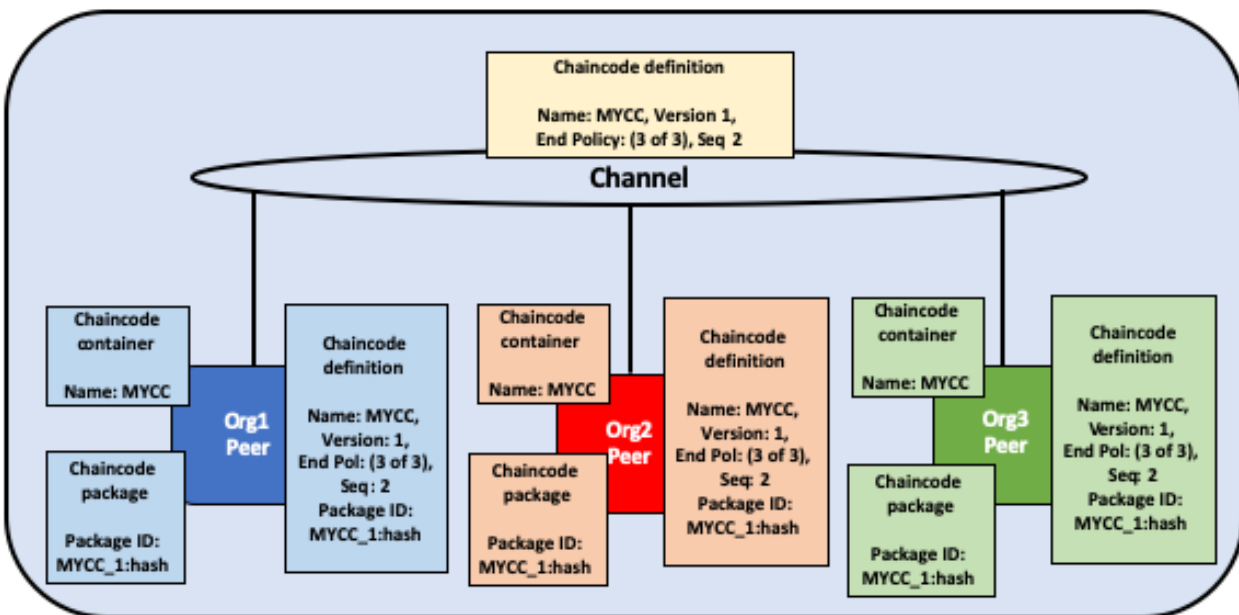 Chaincode definition
Name: MYCC, Version 1,
End Policy: (3 of 3), Seq 2
Channel
Chaincode
container
Name: MYCC
Org1
Peer
Chaincode
package
Package ID:
MYCC_1:hash
Chaincode
definition
Name: MYCC,
Version: 1,
End Pol: (3 of 3),
Seq: 2
Package ID:
MYCC_1:hash
Chaincode
container
Name: MYCC
Org2
Peer
Chaincode
package
Package ID:
MYCC_1:hash
Chaincode
definition
Name: MYCC,
Version: 1,
End Pol: (3 of 3),
Seq: 2
Package ID:
MYCC_1:hash
Chaincode
container
Name: MYCC
Org3
Peer
Chaincode
package
Package ID:
MYCC_1:hash
Chaincode
definition
Name: MYCC,
Version: 1,
End Pol: (3 of 3),
Seq: 2
Package ID:
MYCC_1:hash